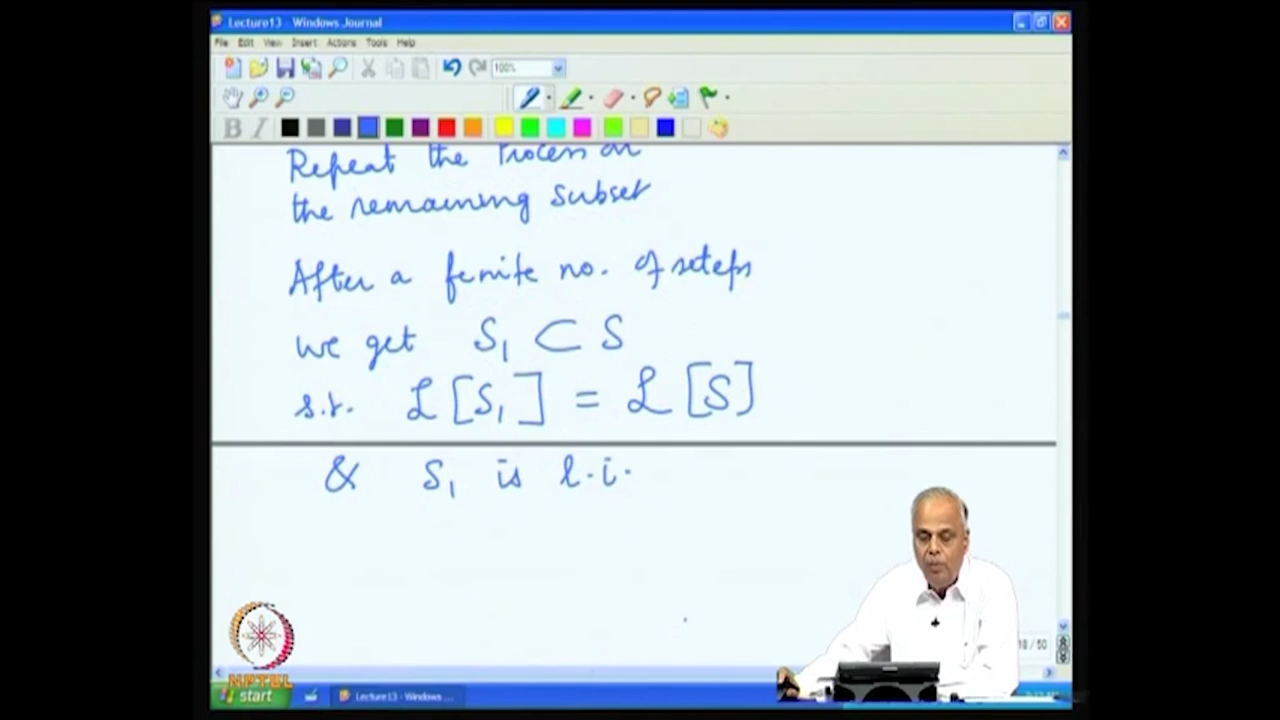 Lecture13 - Windows Journal
File Edit View Insert Actions Tools Help
100%
B I
Repeat the Process on
the remaining subset
After a finite no. of seteps
we get S₁ ⊂ S
s.t. ℒ[S₁] = ℒ[S]
& S₁ is l.i.
NPTEL
start Lecture13 - Windows ...